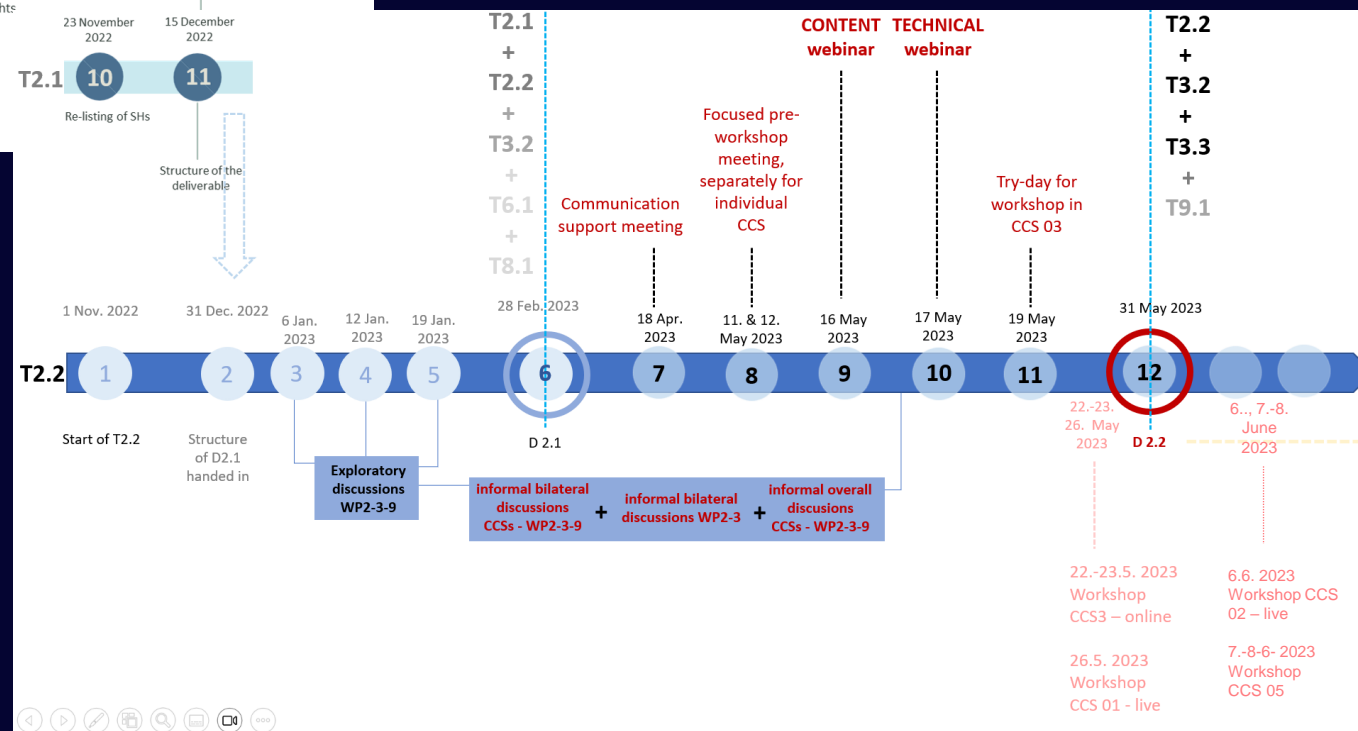 hts
23 November
2022
15 December
2022
T2.1
10
11
Re-listing of SHs
Structure of the
deliverable
T2.1
+
T2.2
+
T3.2
+
T6.1
+
T8.1
CONTENT
webinar
TECHNICAL
webinar
Focused pre-
workshop
meeting,
separately for
individual
CCS
Communication
support meeting
Try-day for
workshop in
CCS 03
T2.2
+
T3.2
+
T3.3
+
T9.1
1 Nov. 2022
31 Dec. 2022
6 Jan.
2023
12 Jan.
2023
19 Jan.
2023
28 Feb. 2023
18 Apr.
2023
11. & 12.
May 2023
16 May
2023
17 May
2023
19 May
2023
31 May 2023
T2.2
1
2
3
4
5
6
7
8
9
10
11
12
Start of T2.2
Structure
of D2.1
handed in
D 2.1
22.-23.
26. May
2023
D 2.2
6.., 7.-8.
June
2023
Exploratory
discussions
WP2-3-9
informal bilateral
discussions
CCSs - WP2-3-9
+
informal bilateral
discussions WP2-3
+
informal overall
discusions
CCSs - WP2-3-9
22.-23.5. 2023
Workshop
CCS3 – online
26.5. 2023
Workshop
CCS 01 - live
6.6. 2023
Workshop CCS
02 – live
7.-8-6- 2023
Workshop
CCS 05